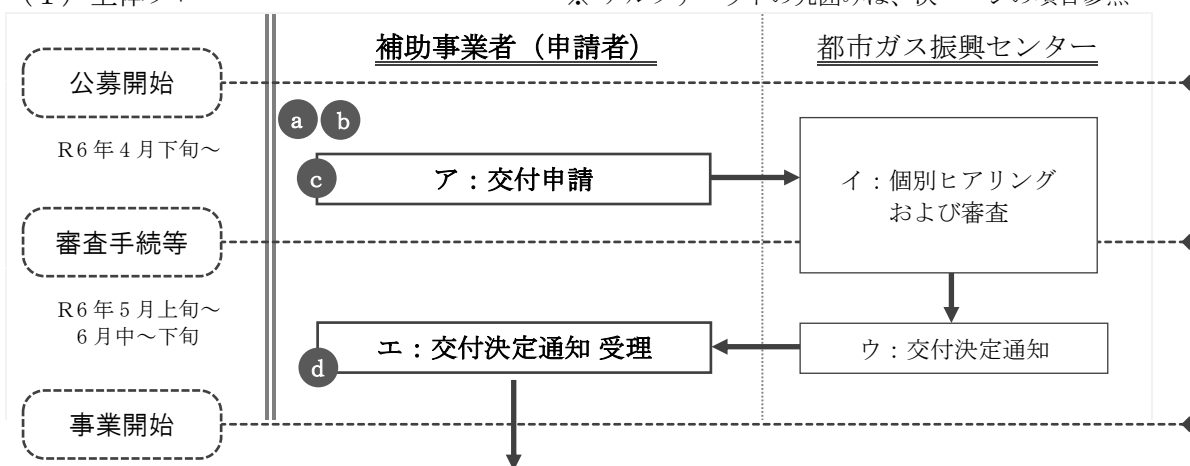 補助事業者（申請者）
都市ガス振興センター
公募開始
R6年4月下旬～
a b
c
ア：交付申請
イ：個別ヒアリング
および審査
審査手続等
R6年5月上旬～
6月中～下旬
d
エ：交付決定通知 受理
ウ：交付決定通知
事業開始